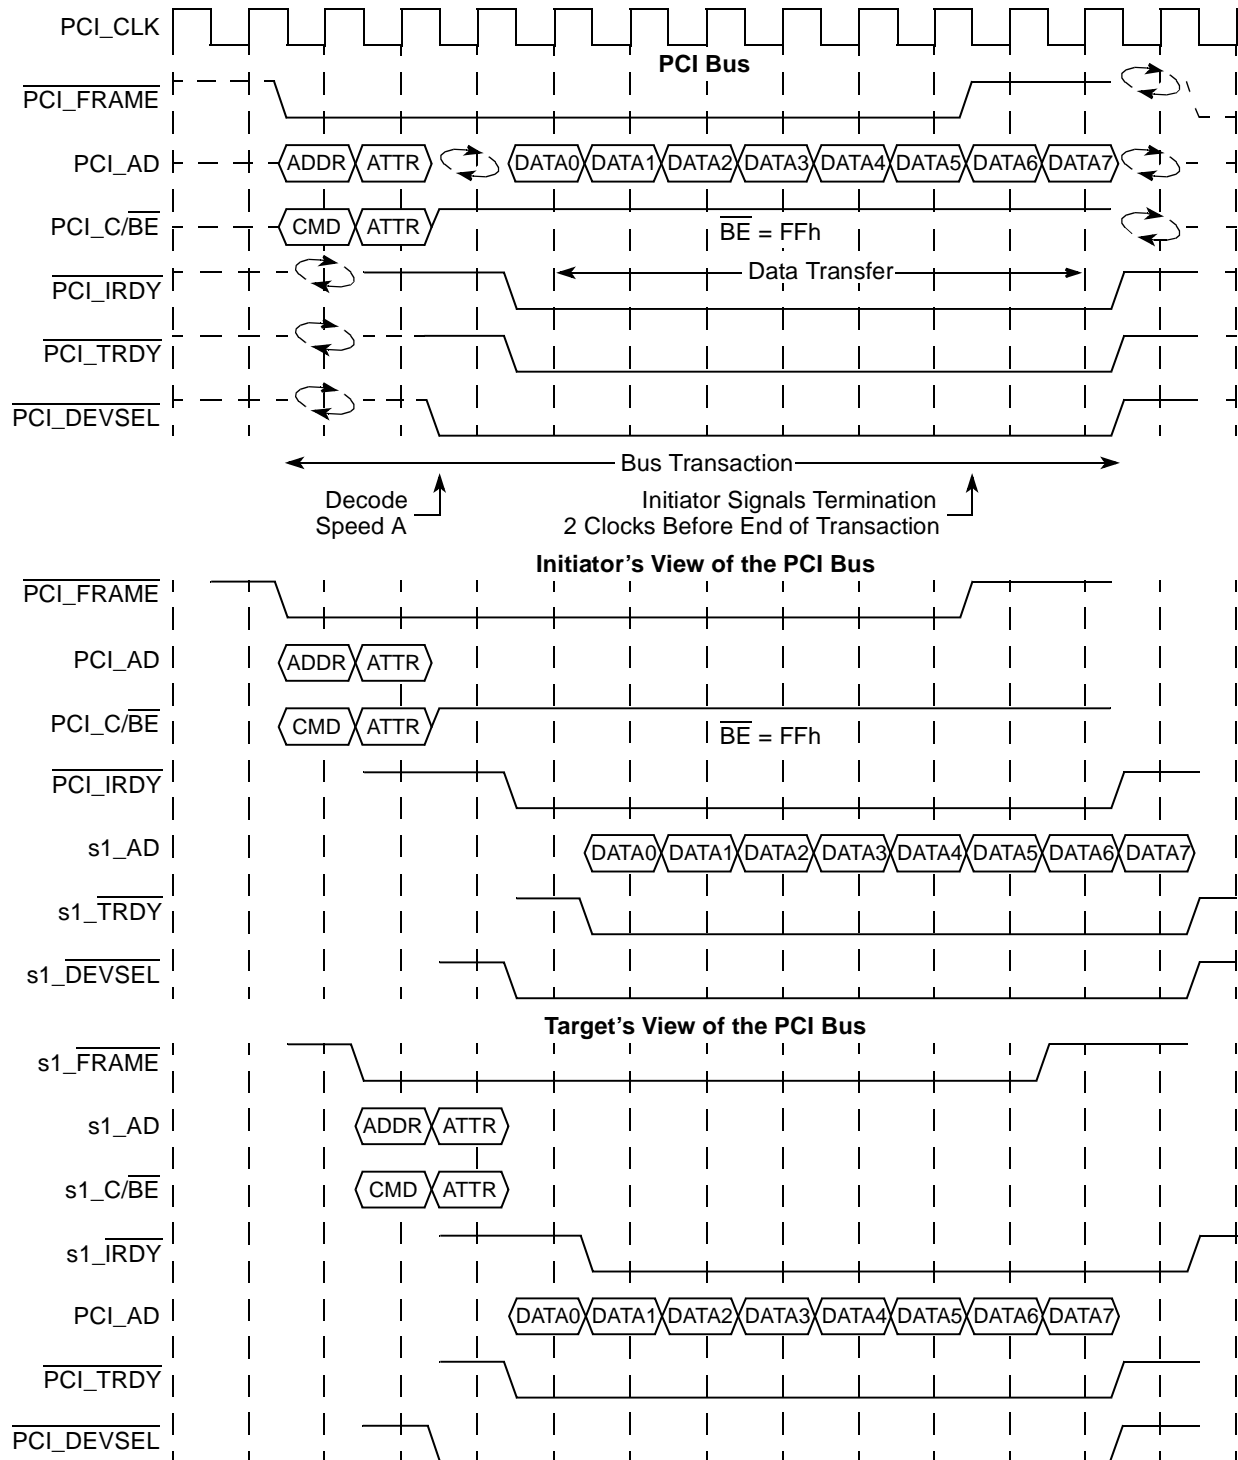 PCI_CLK
PCI Bus
PCI_FRAME
PCI_AD ADDR ATTR DATA0 DATA1 DATA2 DATA3 DATA4 DATA5 DATA6 DATA7
PCI_C/BE CMD ATTR BE = FFh
PCI_IRDY Data Transfer
PCI_TRDY
PCI_DEVSEL
Bus Transaction
Decode Speed A
Initiator Signals Termination
2 Clocks Before End of Transaction
Initiator's View of the PCI Bus
PCI_FRAME
PCI_AD ADDR ATTR
PCI_C/BE CMD ATTR BE = FFh
PCI_IRDY
s1_AD DATA0 DATA1 DATA2 DATA3 DATA4 DATA5 DATA6 DATA7
s1_TRDY
s1_DEVSEL
Target's View of the PCI Bus
s1_FRAME
s1_AD ADDR ATTR
s1_C/BE CMD ATTR
s1_IRDY
PCI_AD DATA0 DATA1 DATA2 DATA3 DATA4 DATA5 DATA6 DATA7
PCI_TRDY
PCI_DEVSEL